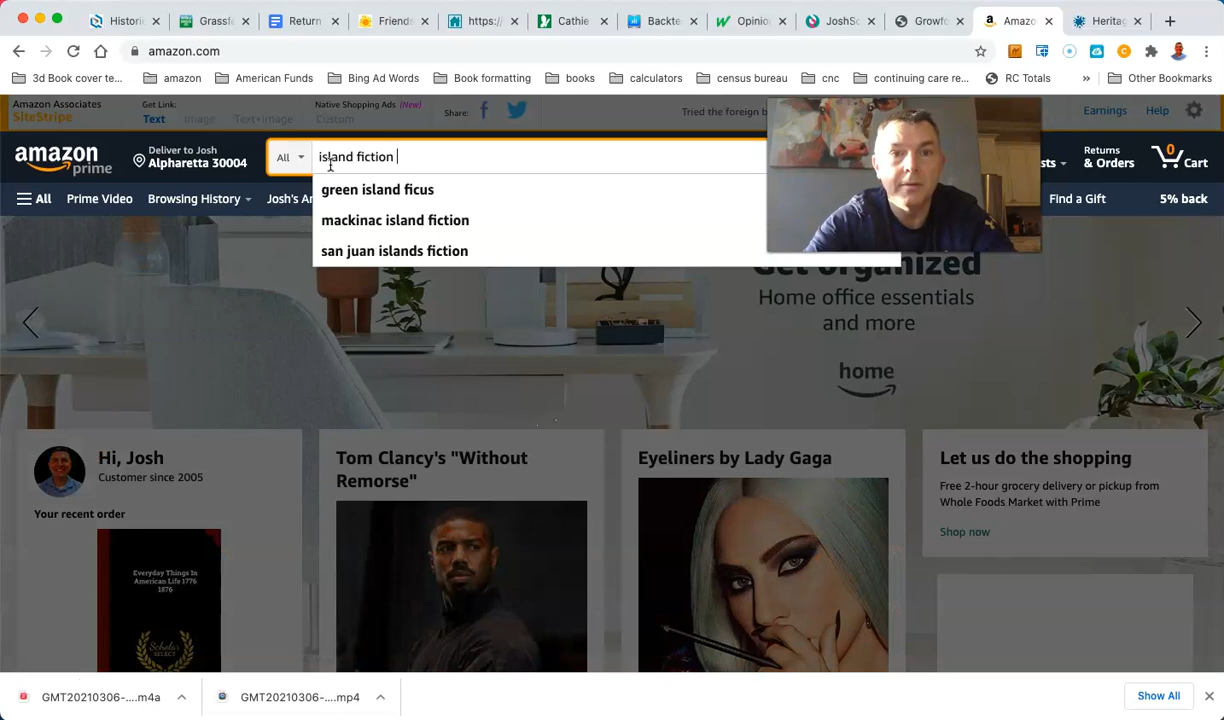 Historic
Grassfe
Return
Friends
https:/
Cathie
Backte
Opinio
JoshSc
Growfo
Amazo
Heritag
amazon.com
3d Book cover te...
amazon
American Funds
Bing Ad Words
Book formatting
books
calculators
census bureau
cnc
continuing care re...
RC Totals
»
Other Bookmarks
Amazon Associates
SiteStripe
Get Link:
Text
Image
Text+Image
Native Shopping Ads (New)
Custom
Share:
Tried the foreign b
Earnings
Help
amazon
prime
Deliver to Josh
Alpharetta 30004
All
island fiction
sts
Returns
& Orders
0
Cart
All
Prime Video
Browsing History
Josh's A
Find a Gift
5% back
green island ficus
mackinac island fiction
san juan islands fiction
Get organized
Home office essentials
and more
home
Hi, Josh
Customer since 2005
Your recent order
Everyday Things In
American Life 1776
1876
Tom Clancy's "Without
Remorse"
Eyeliners by Lady Gaga
Let us do the shopping
Free 2-hour grocery delivery or pickup from
Whole Foods Market with Prime
Shop now
GMT20210306-....m4a
GMT20210306-....mp4
Show All